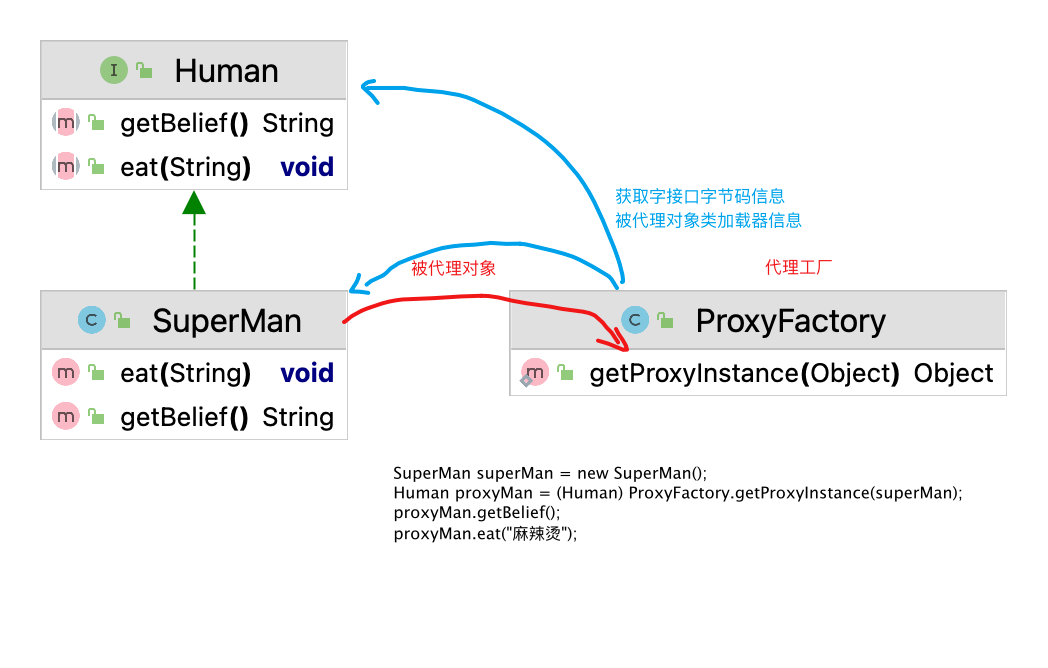 Human
getBelief() String
eat(String) void
获取字接口字节码信息
被代理对象类加载器信息
被代理对象
代理工厂
SuperMan
eat(String) void
getBelief() String
ProxyFactory
getProxyInstance(Object) Object
SuperMan superMan = new SuperMan();
Human proxyMan = (Human) ProxyFactory.getProxyInstance(superMan);
proxyMan.getBelief();
proxyMan.eat("麻辣烫");